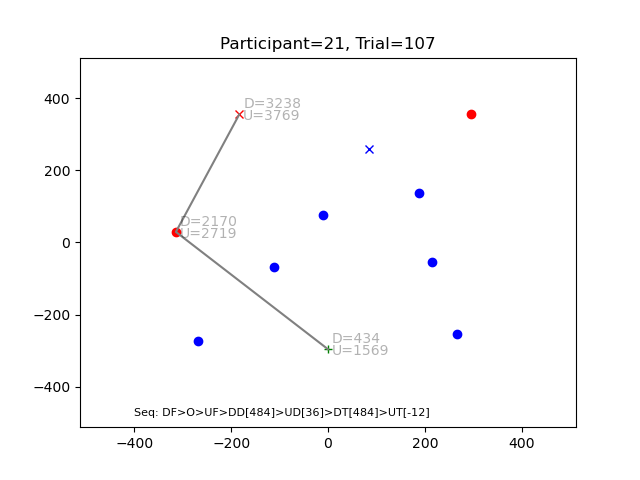 Participant=21, Trial=107
400
200
0
−200
−400
D=3238
U=3769
D=2170
U=2719
D=434
U=1569
Seq: DF>O>UF>DD[484]>UD[36]>DT[484]>UT[-12]
−400 −200 0 200 400